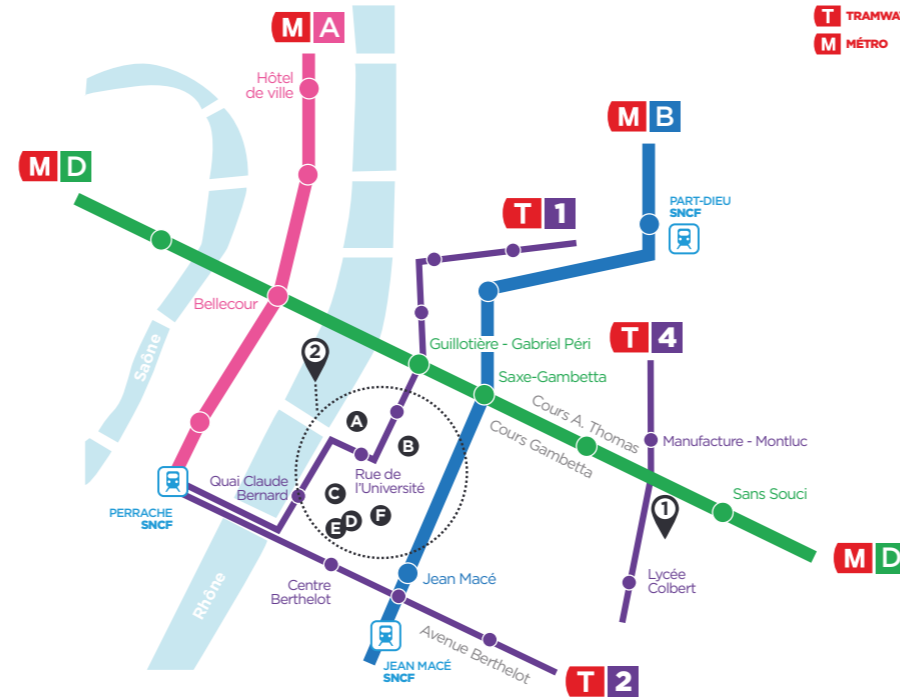 M A
T TRAMWA
M MÉTRO
Hôtel
de ville
M B
M D
PART-DIEU
SNCF
T 1
Bellecour
Saône
Guillotière - Gabriel Péri
T 4
2
Saxe-Gambetta
Cours A. Thomas
Cours Gambetta
A
B
Manufacture - Montluc
Rue de
l'Université
Quai Claude
Bernard
C
Sans Souci
PERRACHE
SNCF
E
D
F
1
M D
Rhône
Centre
Berthelot
Jean Macé
Lycée
Colbert
Avenue Berthelot
JEAN MACÉ
SNCF
T 2